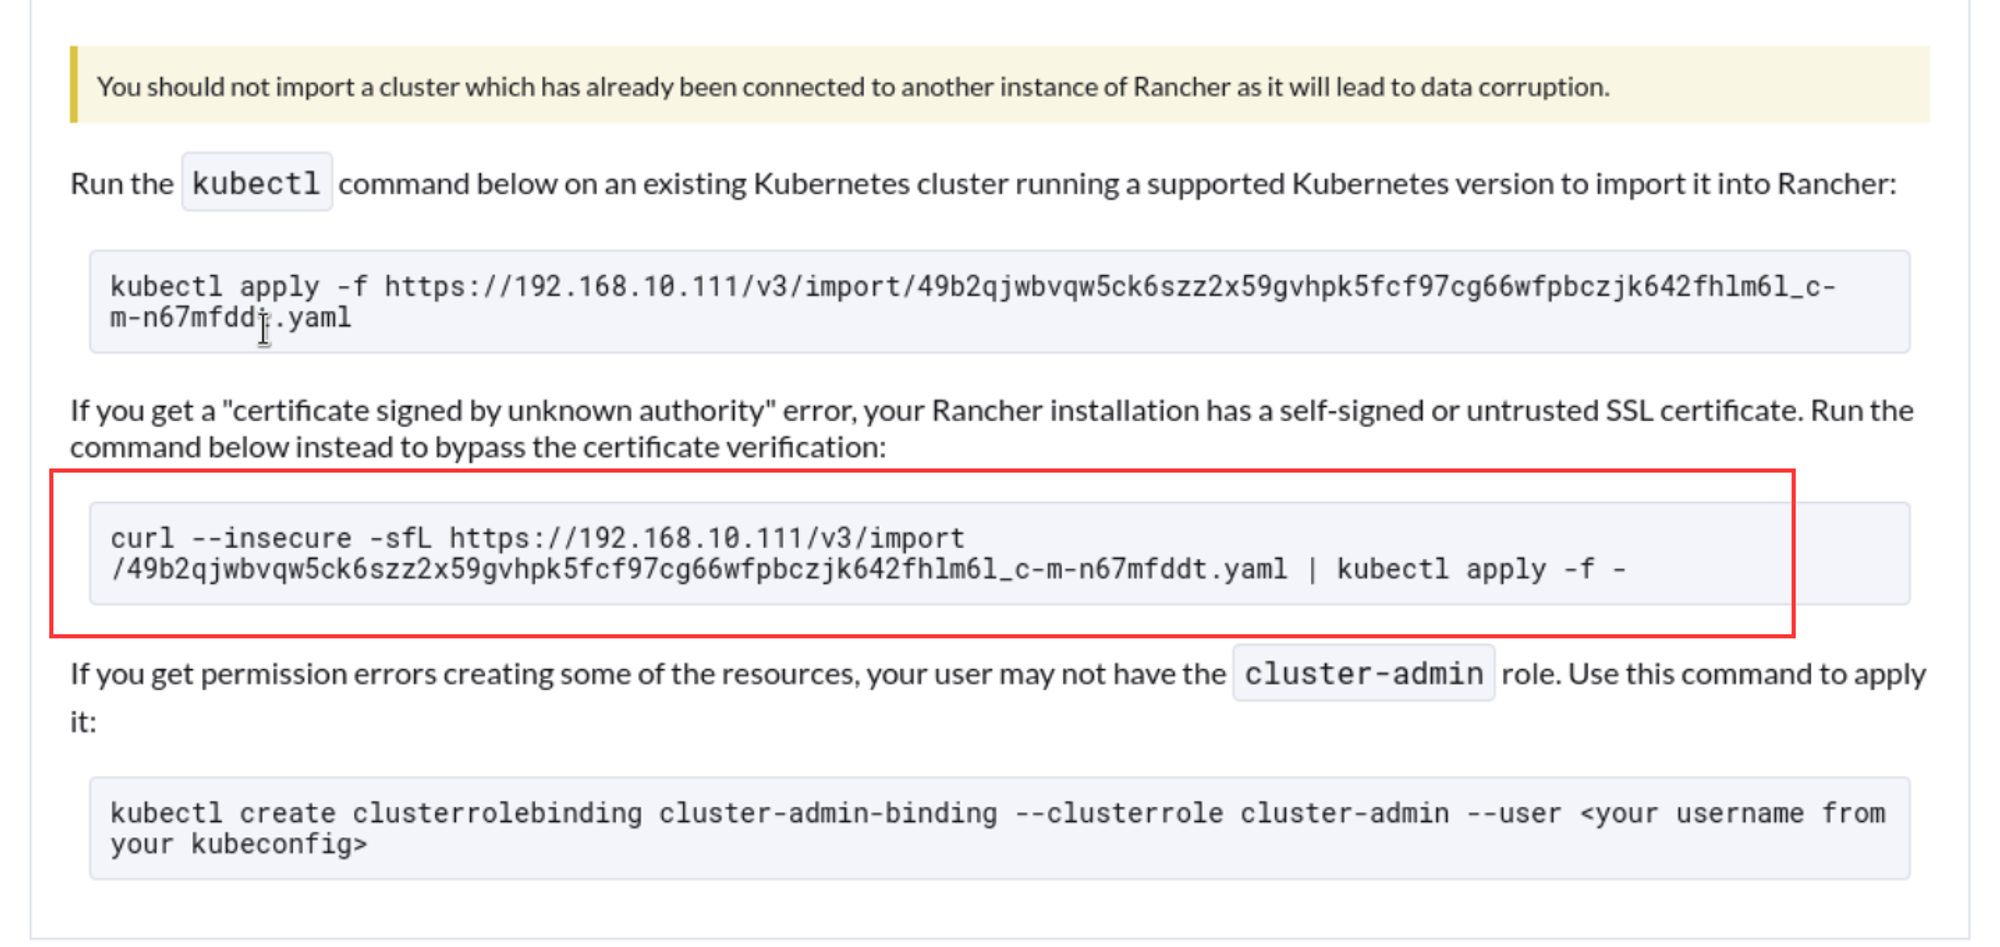 You should not import a cluster which has already been connected to another instance of Rancher as it will lead to data corruption.
Run the kubectl command below on an existing Kubernetes cluster running a supported Kubernetes version to import it into Rancher:
kubectl apply -f https://192.168.10.111/v3/import/49b2qjwbvqw5ck6szz2x59gvhpk5fcf97cg66wfpbczjk642fhlm6l_c-
m-n67mfddt.yaml
If you get a "certificate signed by unknown authority" error, your Rancher installation has a self-signed or untrusted SSL certificate. Run the
command below instead to bypass the certificate verification:
curl --insecure -sfL https://192.168.10.111/v3/import
/49b2qjwbvqw5ck6szz2x59gvhpk5fcf97cg66wfpbczjk642fhlm6l_c-m-n67mfddt.yaml | kubectl apply -f -
If you get permission errors creating some of the resources, your user may not have the cluster-admin role. Use this command to apply
it:
kubectl create clusterrolebinding cluster-admin-binding --clusterrole cluster-admin --user <your username from
your kubeconfig>